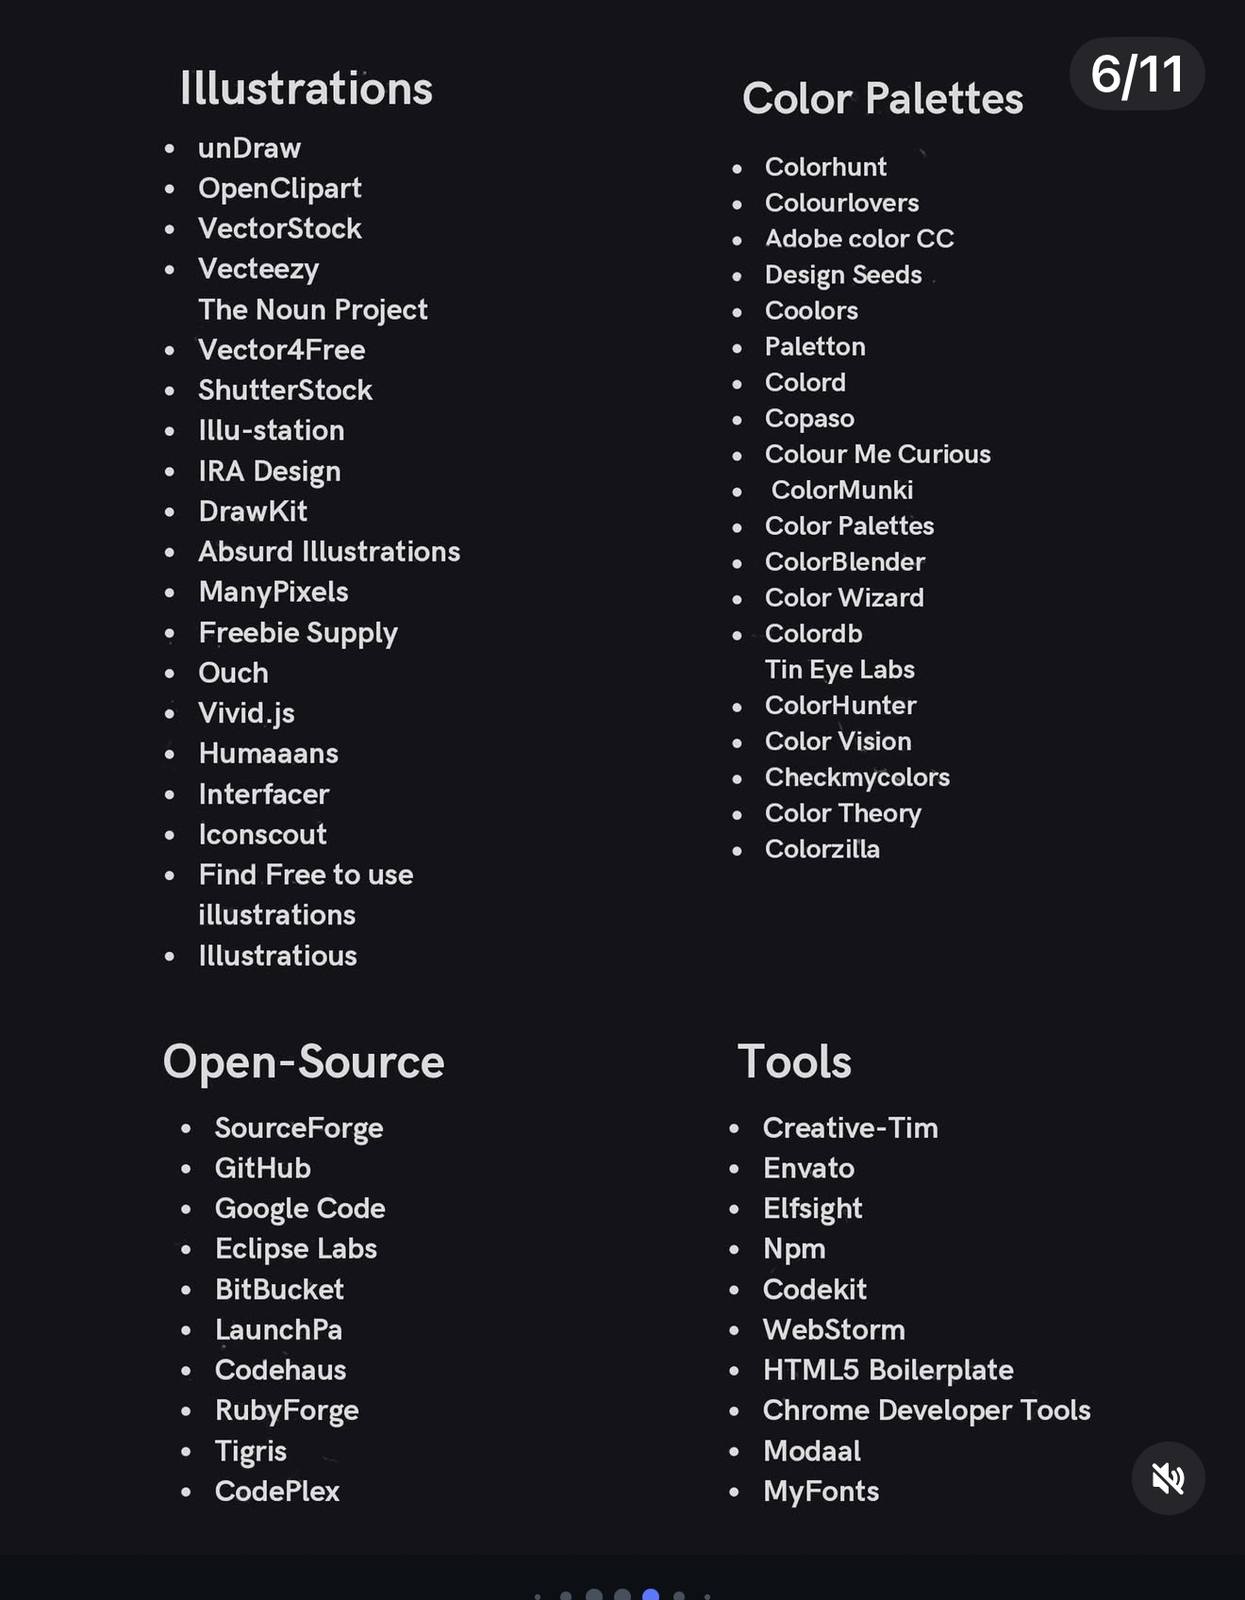 6/11
Illustrations
unDraw
OpenClipart
VectorStock
Vecteezy
The Noun Project
Vector4Free
ShutterStock
Illu-station
IRA Design
DrawKit
Absurd Illustrations
ManyPixels
Freebie Supply
Ouch
Vivid.js
Humaaans
Interfacer
Iconscout
Find Free to use
illustrations
Illustratious
Color Palettes
Colorhunt
Colourlovers
Adobe color CC
Design Seeds
Coolors
Paletton
Colord
Copaso
Colour Me Curious
ColorMunki
Color Palettes
ColorBlender
Color Wizard
Colordb
Tin Eye Labs
ColorHunter
Color Vision
Checkmycolors
Color Theory
Colorzilla
Open-Source
SourceForge
GitHub
Google Code
Eclipse Labs
BitBucket
LaunchPa
Codehaus
RubyForge
Tigris
CodePlex
Tools
Creative-Tim
Envato
Elfsight
Npm
Codekit
WebStorm
HTML5 Boilerplate
Chrome Developer Tools
Modaal
MyFonts